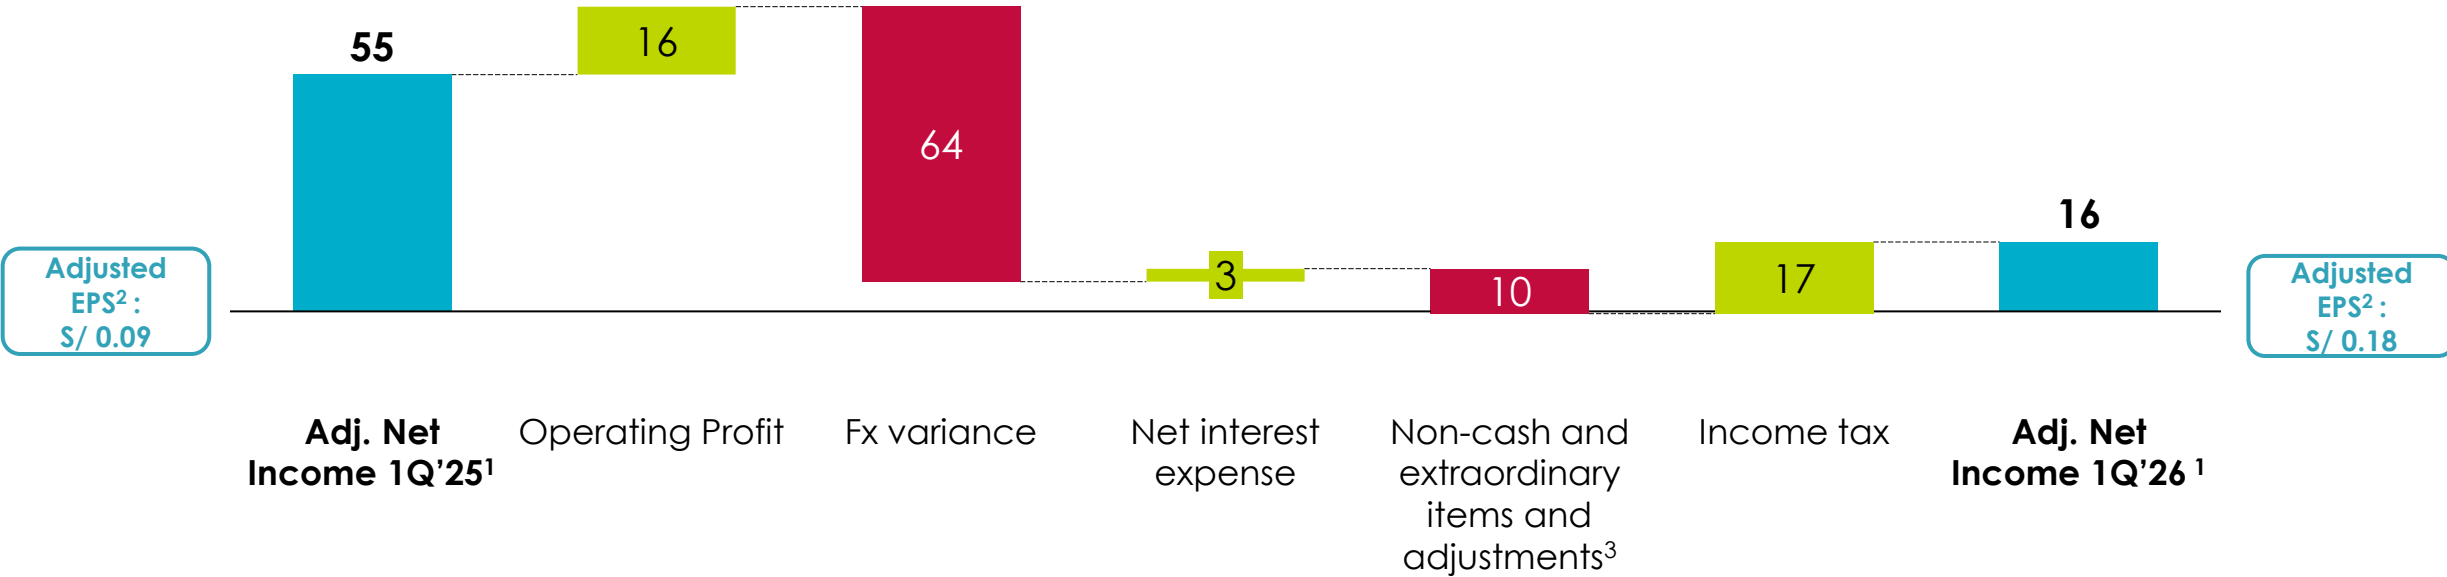 55
16
64
3
10
17
16
Adjusted
EPS² :
S/ 0.09
Adjusted
EPS² :
S/ 0.18
Adj. Net
Income 1Q’25¹
Operating Profit
Fx variance
Net interest
expense
Non-cash and
extraordinary
items and
adjustments³
Income tax
Adj. Net
Income 1Q’26 ¹